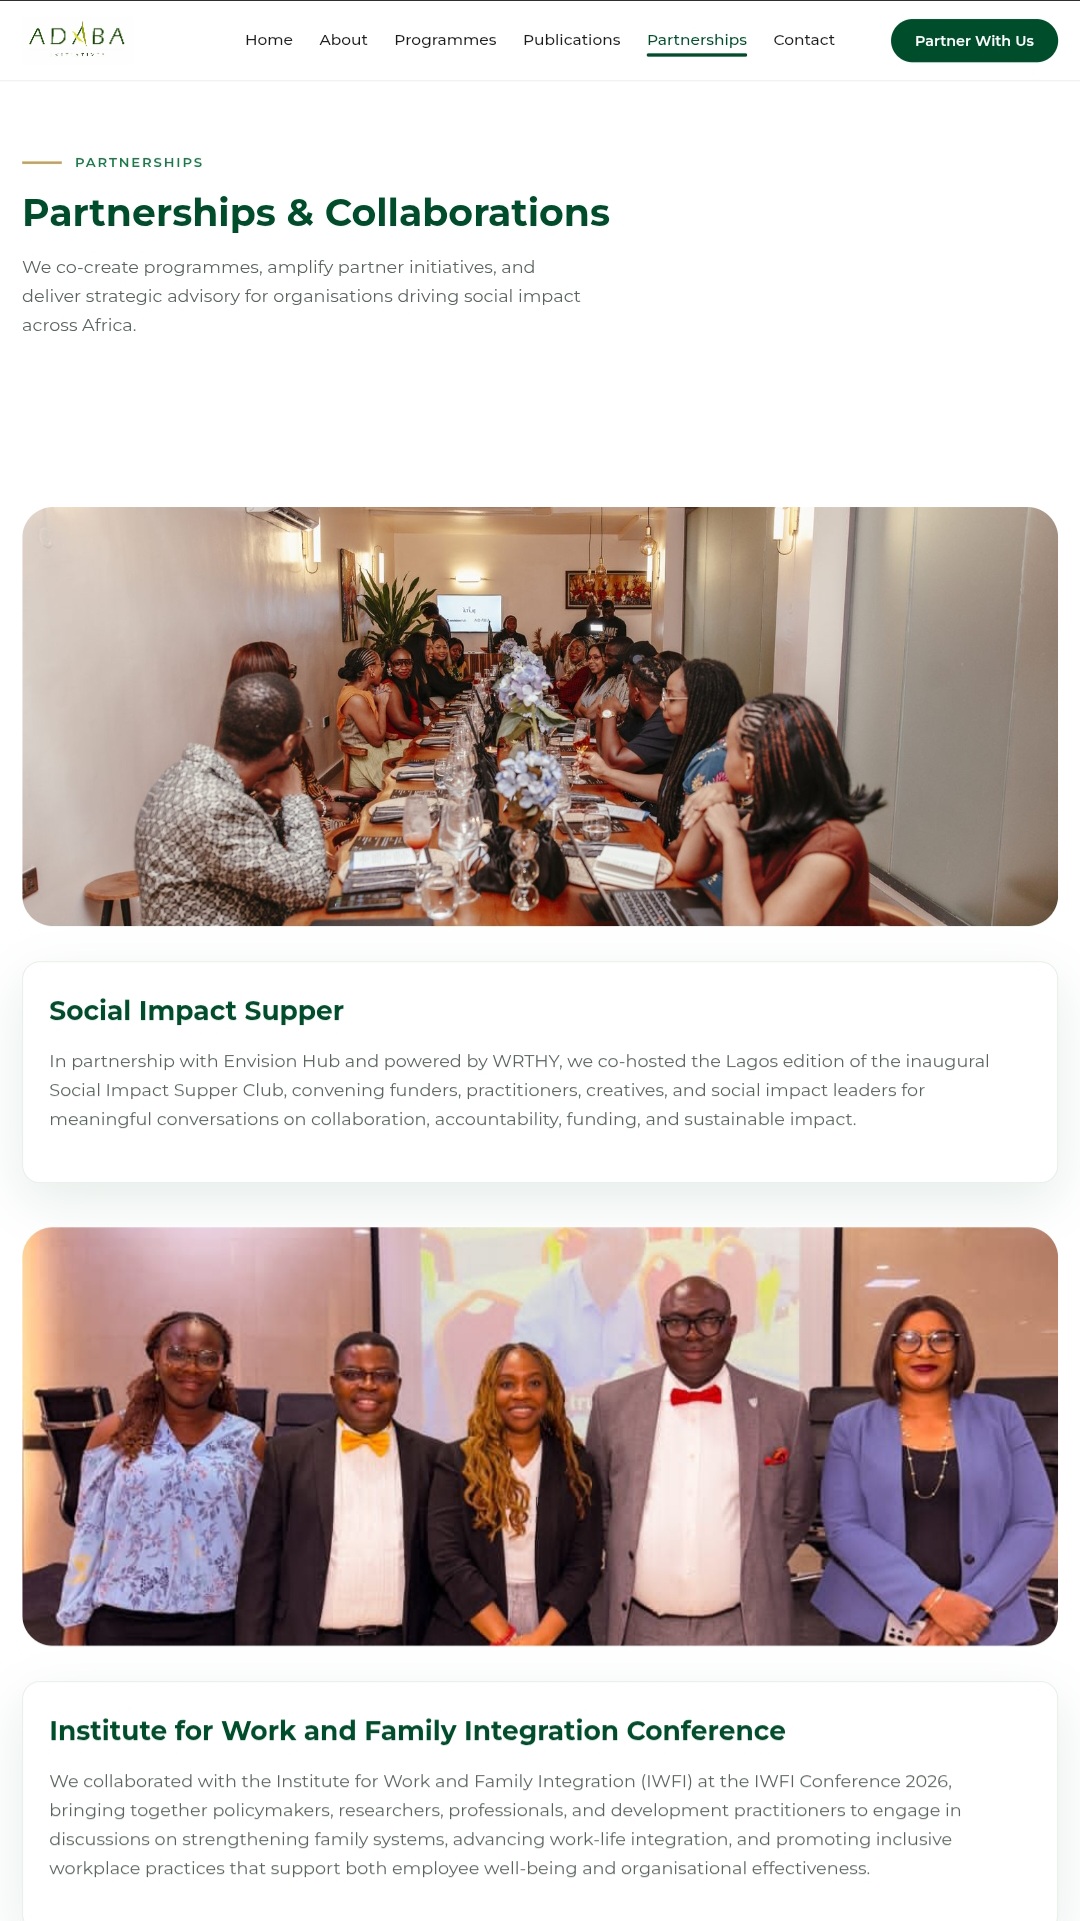 ADABA
Home About Programmes Publications Partnerships Contact Partner With Us
PARTNERSHIPS
Partnerships & Collaborations
We co-create programmes, amplify partner initiatives, and
deliver strategic advisory for organisations driving social impact
across Africa.
Social Impact Supper
In partnership with Envision Hub and powered by WRTHY, we co-hosted the Lagos edition of the inaugural
Social Impact Supper Club, convening funders, practitioners, creatives, and social impact leaders for
meaningful conversations on collaboration, accountability, funding, and sustainable impact.
Institute for Work and Family Integration Conference
We collaborated with the Institute for Work and Family Integration (IWFI) at the IWFI Conference 2026,
bringing together policymakers, researchers, professionals, and development practitioners to engage in
discussions on strengthening family systems, advancing work-life integration, and promoting inclusive
workplace practices that support both employee well-being and organisational effectiveness.